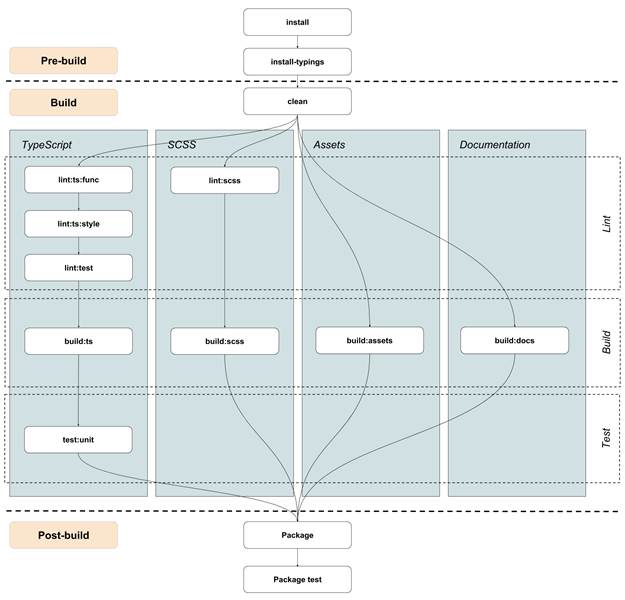 install
Pre-build
install-typings
Build
clean
TypeScript
SCSS
Assets
Documentation
lint:ts:func
lint:scss
lint:ts:style
Lint
lint:test
build:ts
build:scss
build:assets
build:docs
Build
test:unit
Test
Post-build
Package
Package test